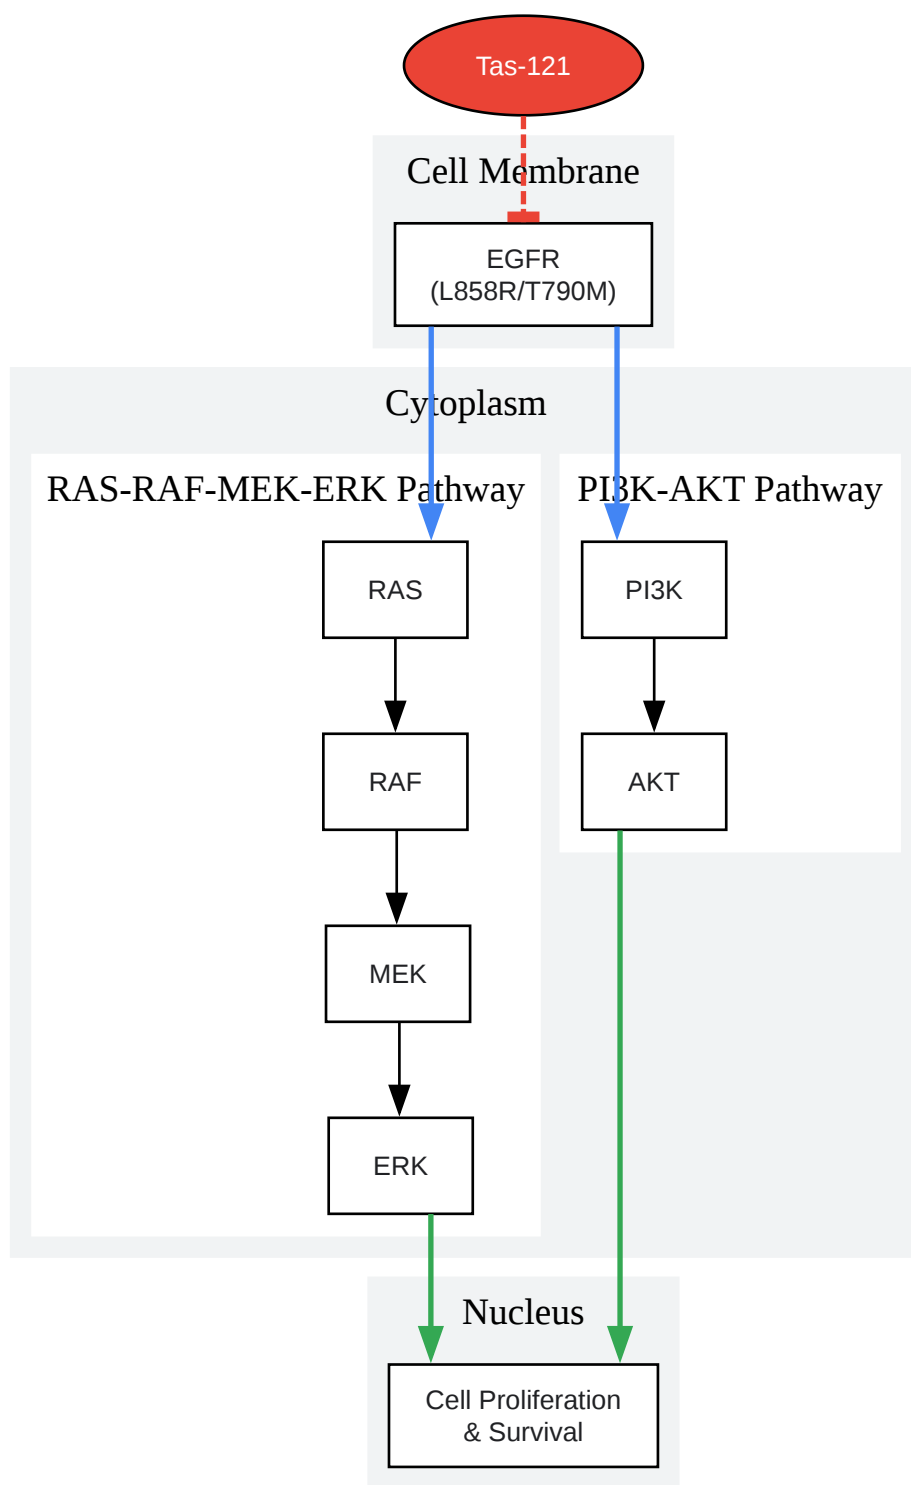 Tas-121
Cell Membrane
EGFR
(L858R/T790M)
Cytoplasm
RAS-RAF-MEK-ERK Pathway
PI3K-AKT Pathway
RAS
PI3K
RAF
AKT
MEK
ERK
Nucleus
Cell Proliferation
& Survival